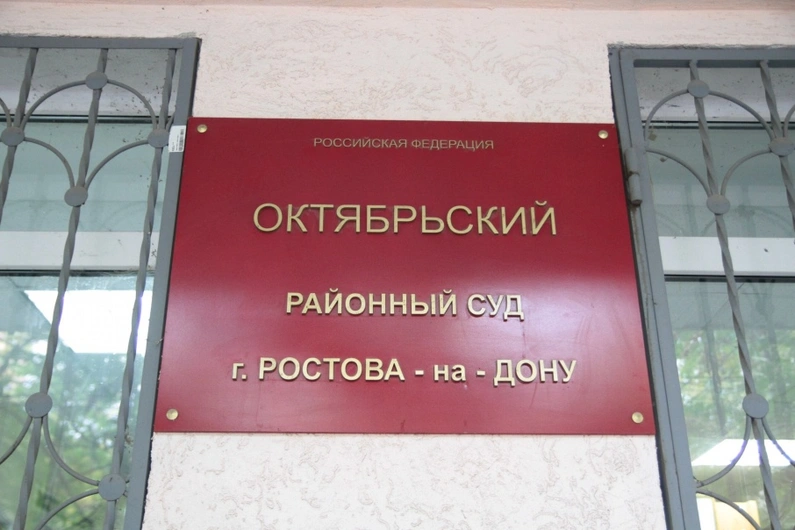 РОССИЙСКАЯ ФЕДЕРАЦИЯ
ОКТЯБРЬСКИЙ
РАЙОННЫЙ СУД
г. РОСТОВА - на - ДОНУ